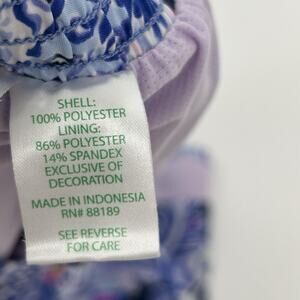 SHELL:
100% POLYESTER
LINING:
86% POLYESTER
14% SPANDEX
EXCLUSIVE OF
DECORATION
MADE IN INDONESIA
RN# 88189
SEE REVERSE
FOR CARE